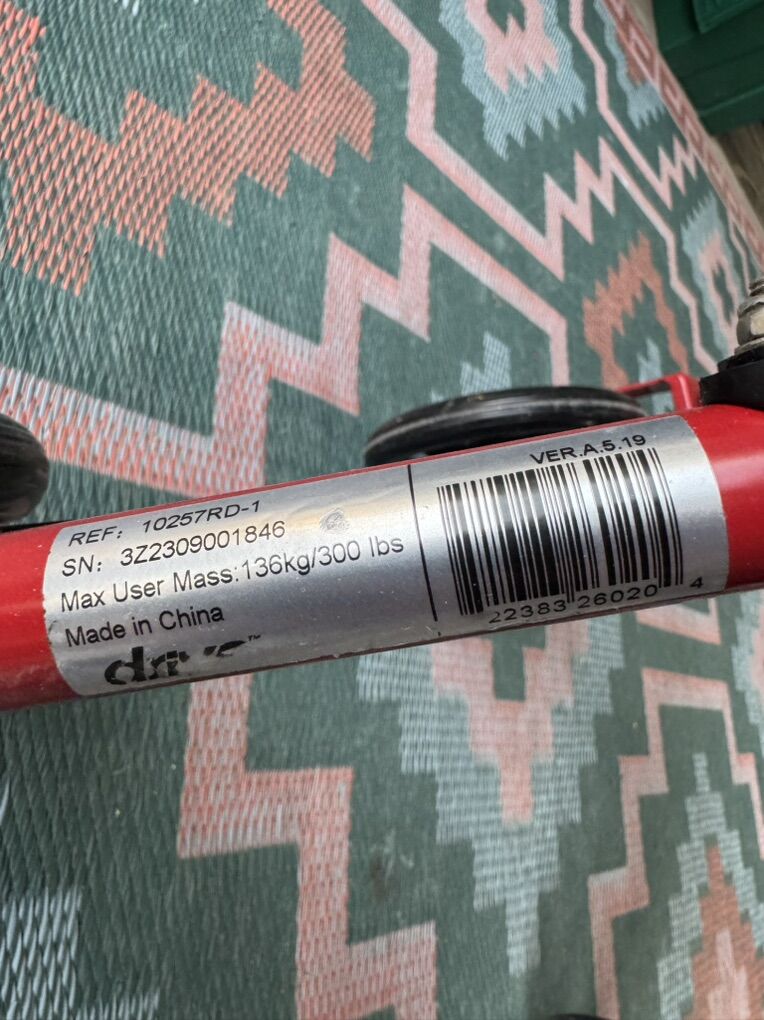 REF: 10257RD-1
SN: 3Z2309001846
Max User Mass:136kg/300 lbs
Made in China
drive™
VER.A.5.19
22383 26020 4